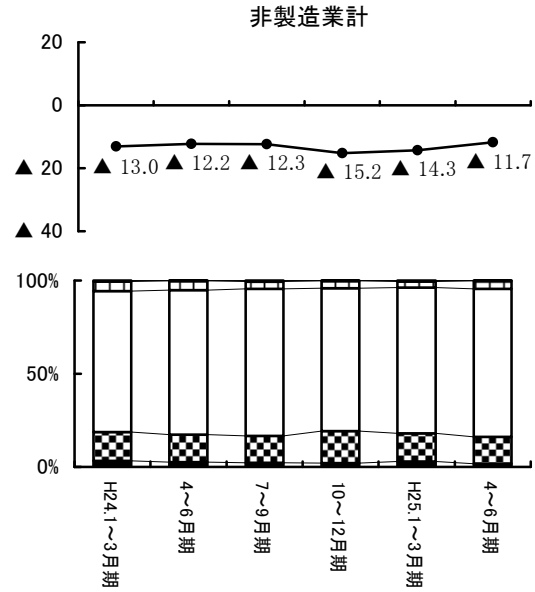 非製造業計
20
0
▲ 20
▲ 40
▲ 13.0
▲ 12.2
▲ 12.3
▲ 15.2
▲ 14.3
▲ 11.7
100%
50%
0%
H24.1～3月期
4～6月期
7～9月期
10～12月期
H25.1～3月期
4～6月期